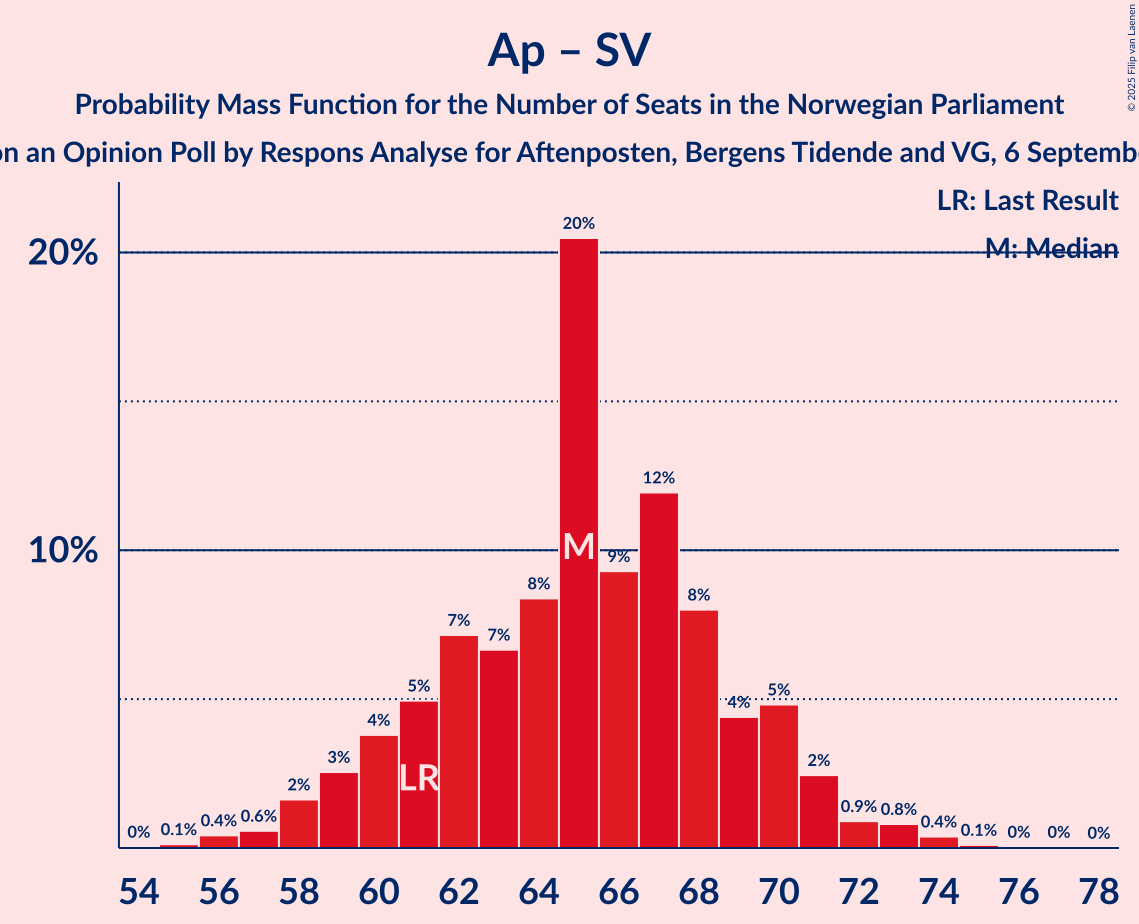 Ap – SV
Probability Mass Function for the Number of Seats in the Norwegian Parliament
an Opinion Poll by Respons Analyse for Aftenposten, Bergens Tidende and VG, 6
© 2025 Filip van Laenen
LR: Last Result
M: Median
20%
10%
0% 0.1% 0.4% 0.6% 2% 3% 4% 5% 7% 7% 8% 20% 9% 12% 8% 4% 5% 2% 0.9% 0.8% 0.4% 0.1% 0% 0% 0%
M
LR
54 56 58 60 62 64 66 68 70 72 74 76 78